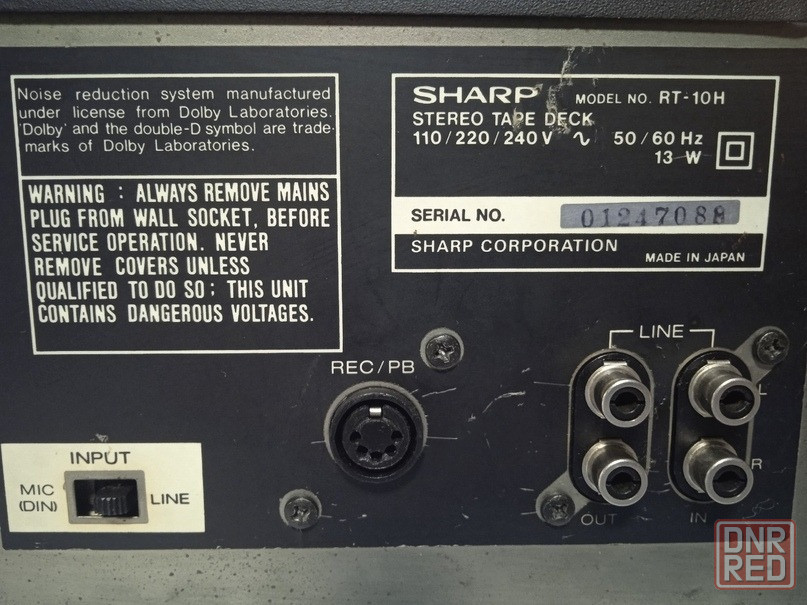 Noise reduction system manufactured
under license from Dolby Laboratories.
'Dolby' and the double-D symbol are trade-
marks of Dolby Laboratories.
WARNING : ALWAYS REMOVE MAINS
PLUG FROM WALL SOCKET, BEFORE
SERVICE OPERATION. NEVER
REMOVE COVERS UNLESS
QUALIFIED TO DO SO : THIS UNIT
CONTAINS DANGEROUS VOLTAGES.
SHARP MODEL NO. RT-10H
STEREO TAPE DECK
110/220/240V ∿ 50/60 Hz
13 W
SERIAL NO. 01247088
SHARP CORPORATION
MADE IN JAPAN
REC/PB
LINE
L
R
OUT IN
INPUT
MIC
(DIN)
LINE
DNR
RED